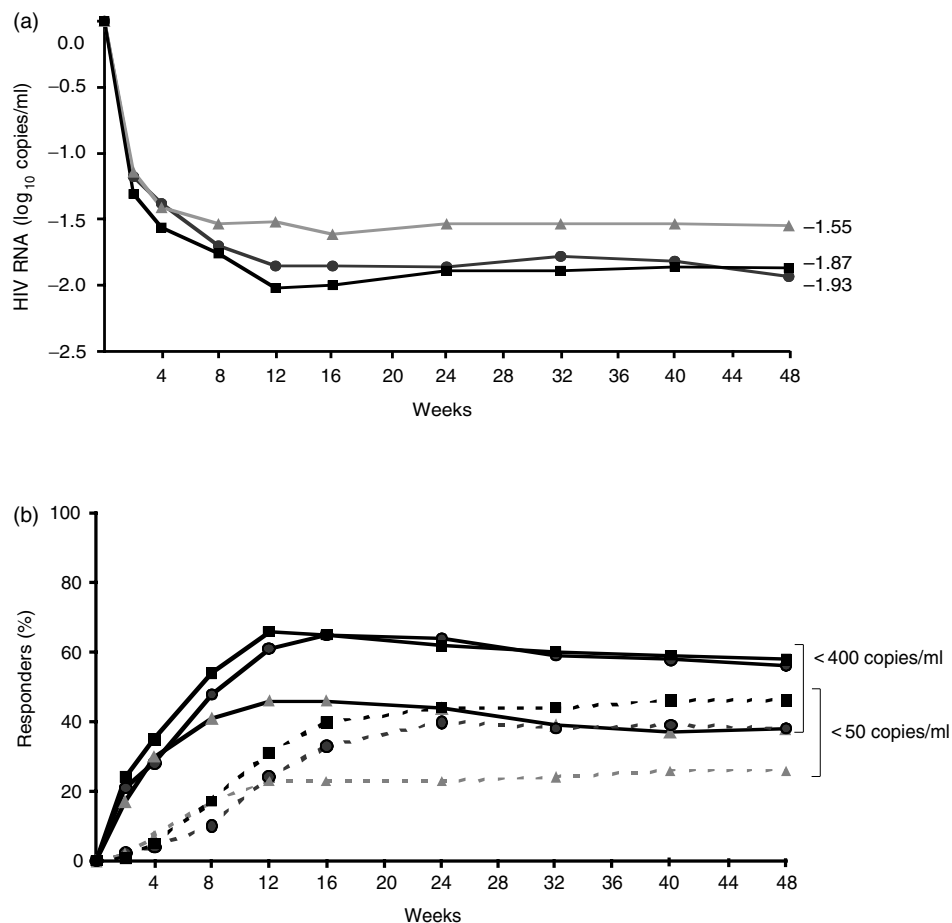 (a)
0.0
−0.5
−1.0
−1.5
−2.0
−2.5
HIV RNA (log10 copies/ml)
−1.55
−1.87
−1.93
4 8 12 16 20 24 28 32 36 40 44 48
Weeks
(b)
100
80
60
40
20
0
Responders (%)
<400 copies/ml
<50 copies/ml
4 8 12 16 20 24 28 32 36 40 44 48
Weeks